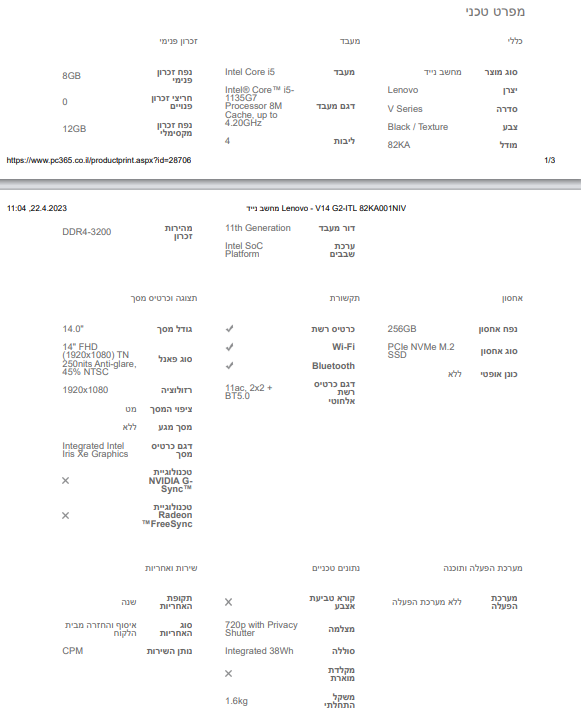 מפרט טכני
כללי
סוג מוצר מחשב נייד
יצרן Lenovo
סדרה V Series
צבע Black / Texture
מודל 82KA
מעבד
מעבד Intel Core i5
דגם מעבד Intel® Core™ i5-
1135G7
Processor 8M
Cache, up to
4.20GHz
ליבות 4
זכרון פנימי
נפח זכרון 8GB
פנימי
חריצי זכרון 0
פנויים
נפח זכרון 12GB
מקסימלי
https://www.pc365.co.il/productprint.aspx?id=28706 1/3
11:04 ,22.4.2023 מחשב נייד Lenovo - V14 G2-ITL 82KA001NIV
דור מעבד 11th Generation
ערכת Intel SoC
שבבים Platform
מהירות DDR4-3200
זכרון
אחסון
נפח אחסון 256GB
סוג אחסון PCIe NVMe M.2
SSD
כונן אופטי ללא
תקשורת
כרטיס רשת ✓
Wi-Fi ✓
Bluetooth ✓
דגם כרטיס 11ac, 2x2 +
רשת BT5.0
אלחוטי
תצוגה וכרטיס מסך
גודל מסך 14.0"
סוג פאנל 14" FHD
(1920x1080) TN
250nits Anti-glare,
45% NTSC
רזולוציה 1920x1080
ציפוי המסך מט
מסך מגע ללא
דגם כרטיס Integrated Intel
מסך Iris Xe Graphics
טכנולוגיית
NVIDIA G- ✕
Sync™
טכנולוגיית
Radeon ✕
FreeSync™
מערכת הפעלה ותוכנה
מערכת ללא מערכת הפעלה
הפעלה
נתונים טכניים
קורא טביעת ✕
אצבע
מצלמה 720p with Privacy
Shutter
סוללה Integrated 38Wh
מקלדת ✕
מוארת
משקל 1.6kg
התחלתי
שירות ואחריות
תקופת שנה
האחריות
סוג איסוף והחזרה מבית
האחריות הלקוח
נותן השירות CPM